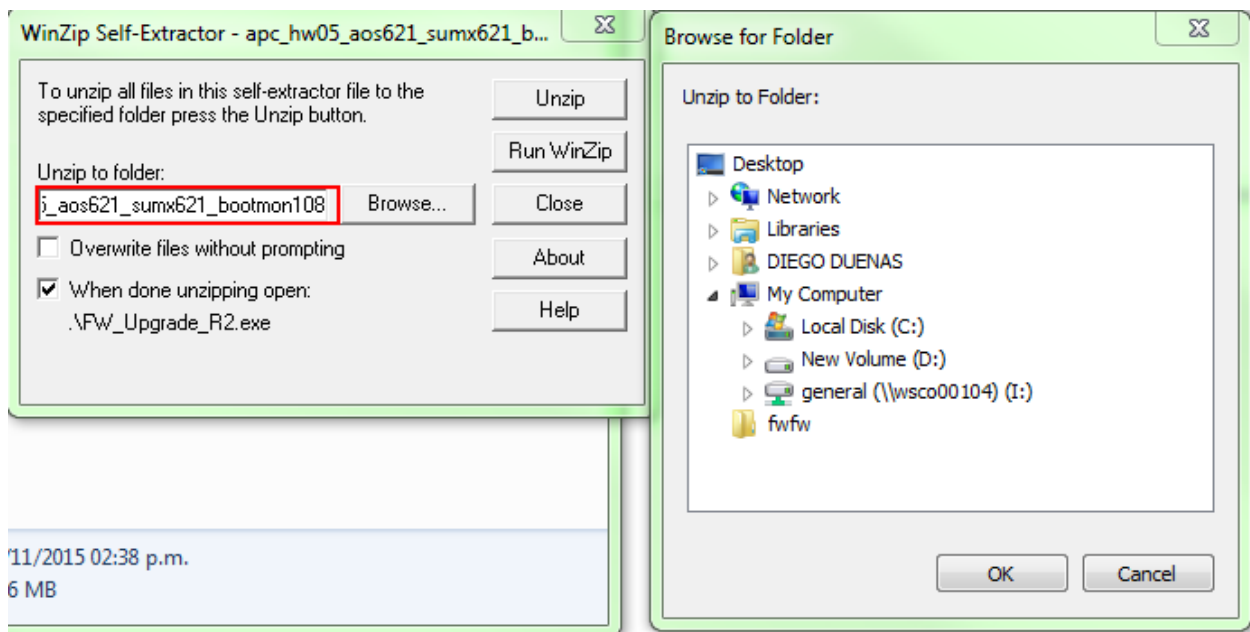 WinZip Self-Extractor - apc_hw05_aos621_sumx621_b...
To unzip all files in this self-extractor file to the
specified folder press the Unzip button.
Unzip to folder:
5_aos621_sumx621_bootmon108
Browse...
Overwrite files without prompting
When done unzipping open:
.\FW_Upgrade_R2.exe
Unzip
Run WinZip
Close
About
Help
/11/2015 02:38 p.m.
6 MB
Browse for Folder
Unzip to Folder:
Desktop
Network
Libraries
DIEGO DUENAS
My Computer
Local Disk (C:)
New Volume (D:)
general (\\wsco00104) (I:)
fwfw
OK
Cancel